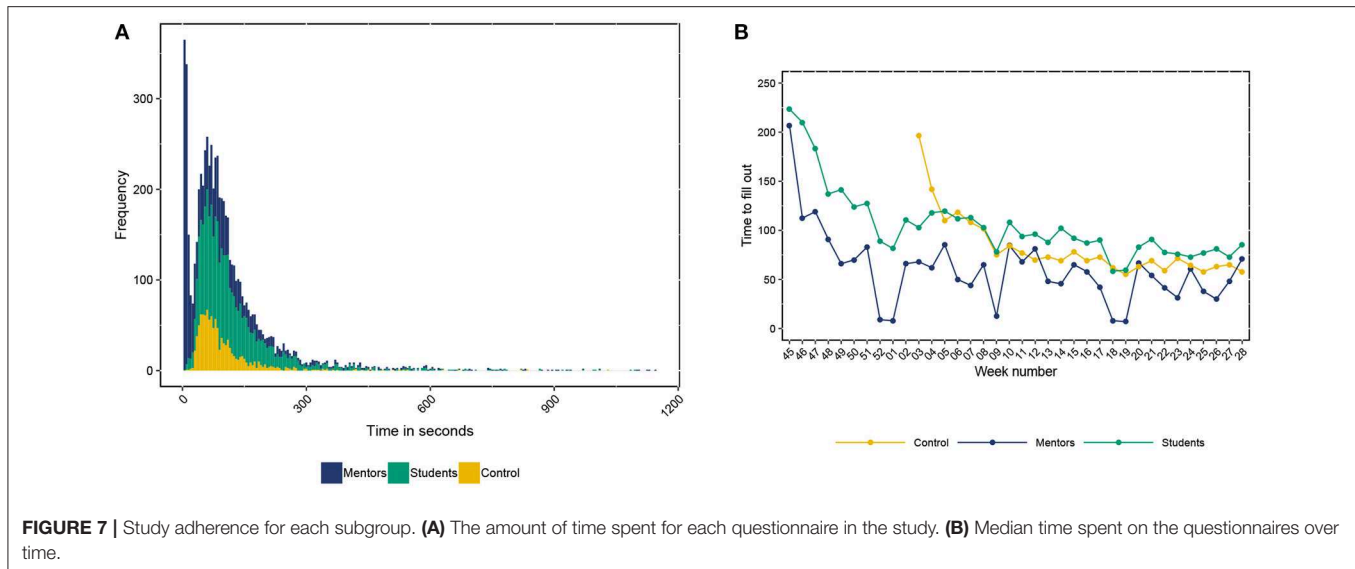 A
Frequency
300
200
100
0
0
300
600
900
1200
Time in seconds
Mentors Students Control
B
Time to fill out
250
200
150
100
50
0
45 46 47 48 49 50 51 52 01 02 03 04 05 06 07 08 09 10 11 12 13 14 15 16 17 18 19 20 21 22 23 24 25 26 27 28
Week number
Control Mentors Students
FIGURE 7 | Study adherence for each subgroup. (A) The amount of time spent for each questionnaire in the study. (B) Median time spent on the questionnaires over
time.